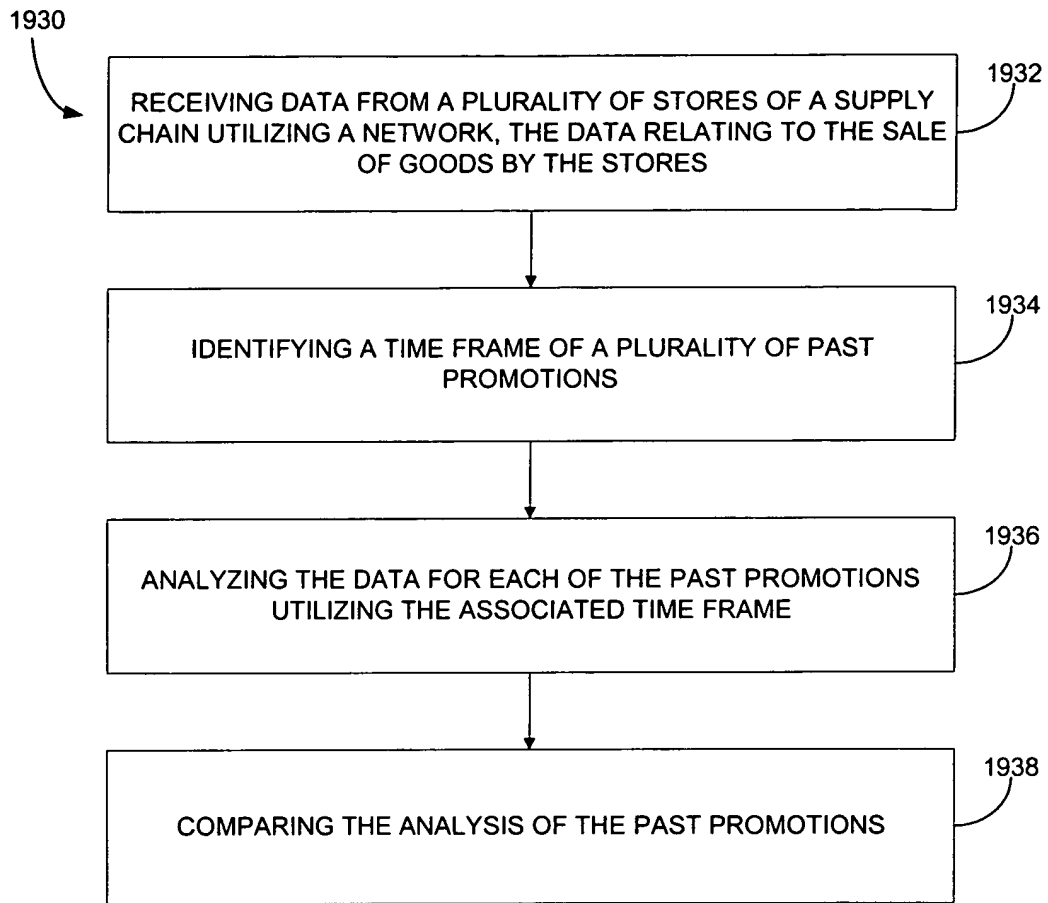 1930
1932
RECEIVING DATA FROM A PLURALITY OF STORES OF A SUPPLY
CHAIN UTILIZING A NETWORK, THE DATA RELATING TO THE SALE
OF GOODS BY THE STORES
1934
IDENTIFYING A TIME FRAME OF A PLURALITY OF PAST
PROMOTIONS
1936
ANALYZING THE DATA FOR EACH OF THE PAST PROMOTIONS
UTILIZING THE ASSOCIATED TIME FRAME
1938
COMPARING THE ANALYSIS OF THE PAST PROMOTIONS